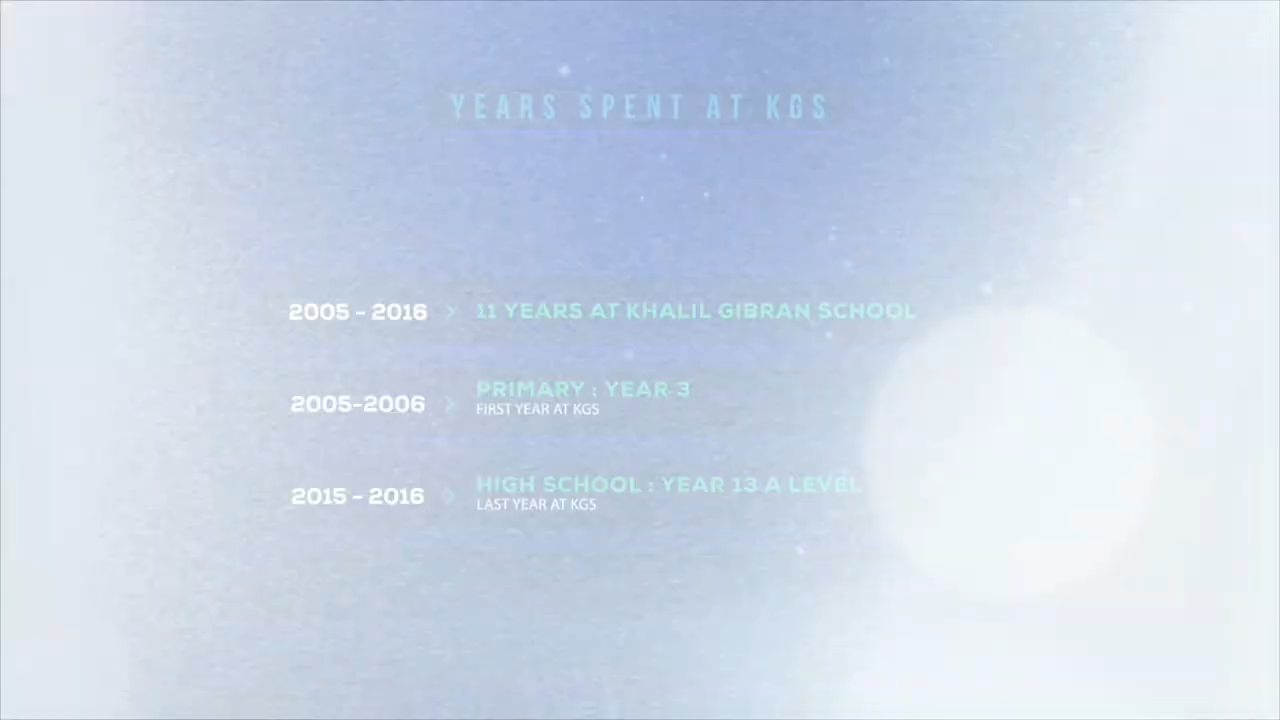 YEARS SPENT AT KGS
2005 - 2016 > 11 YEARS AT KHALIL GIBRAN SCHOOL
2005-2006 > PRIMARY : YEAR 3
FIRST YEAR AT KGS
2015 - 2016 > HIGH SCHOOL : YEAR 13 A LEVEL
LAST YEAR AT KGS